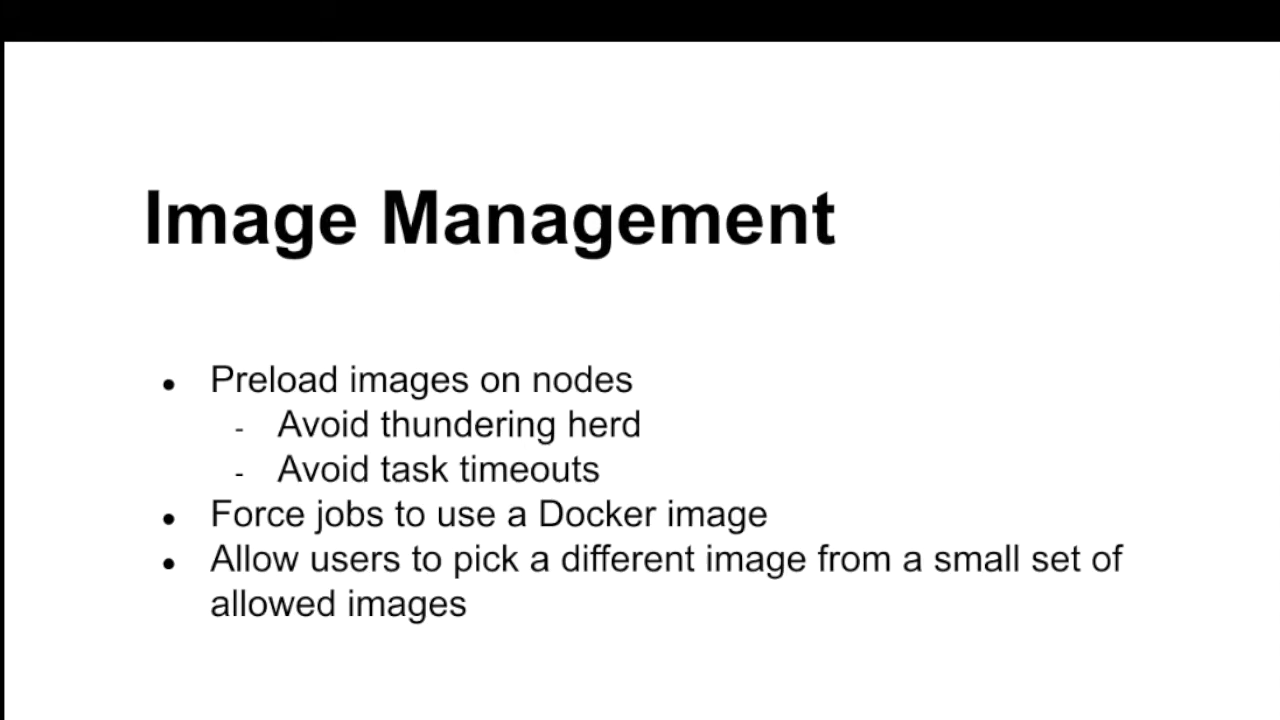 Image Management
● Preload images on nodes
- Avoid thundering herd
- Avoid task timeouts
● Force jobs to use a Docker image
● Allow users to pick a different image from a small set of
allowed images